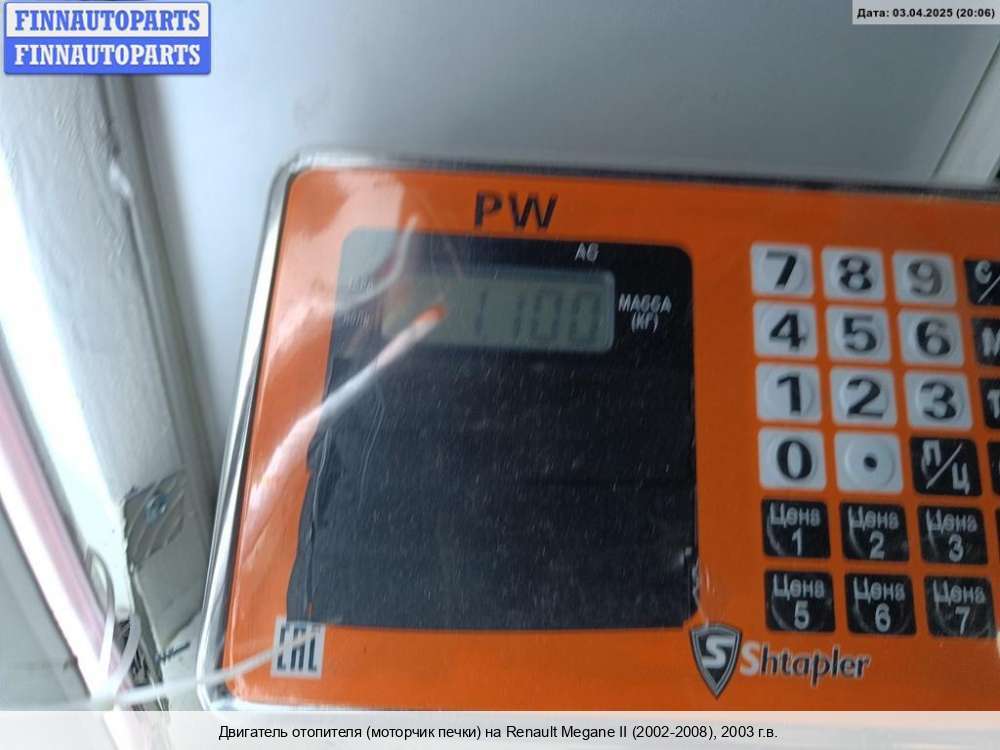 FINNAUTOPARTS
FINNAUTOPARTS
Дата: 03.04.2025 (20:06)
PW
AG
1100
МАССА
(КГ)
7 8 9 C/
4 5 6 M
1 2 3
0 • Л/Ц
Цена 1 Цена 2 Цена 3
Цена 5 Цена 6 Цена 7
EAC
S Shtapler
Двигатель отопителя (моторчик печки) на Renault Megane II (2002-2008), 2003 г.в.